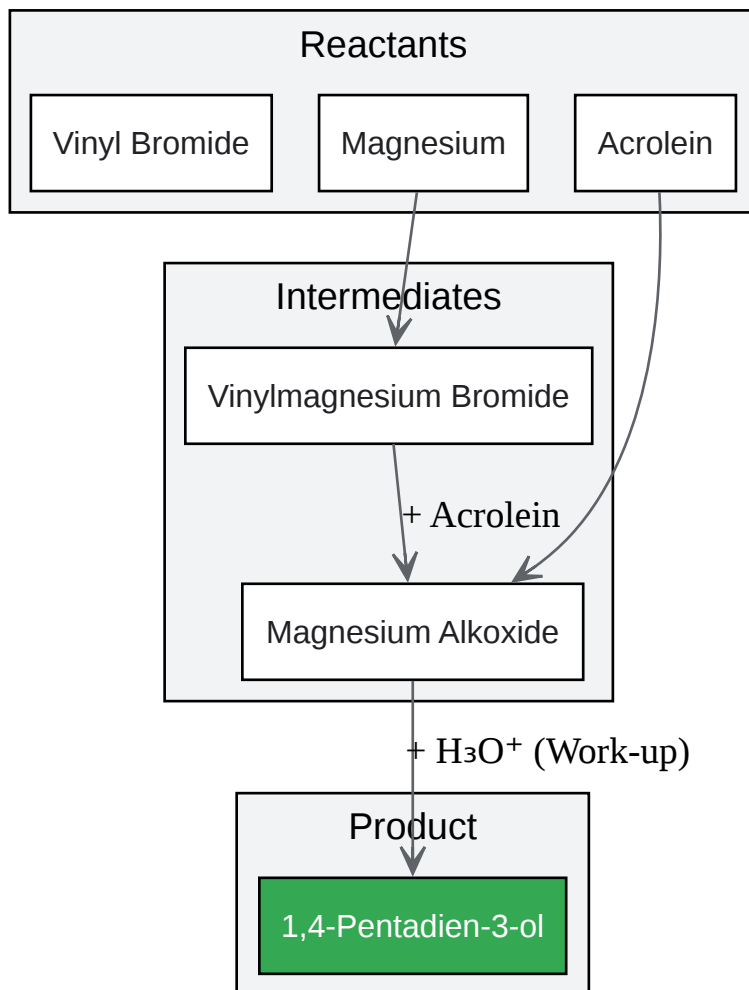 Reactants
Vinyl Bromide
Magnesium
Acrolein
Intermediates
Vinylmagnesium Bromide
+ Acrolein
Magnesium Alkoxide
+ H₃O⁺ (Work-up)
Product
1,4-Pentadien-3-ol